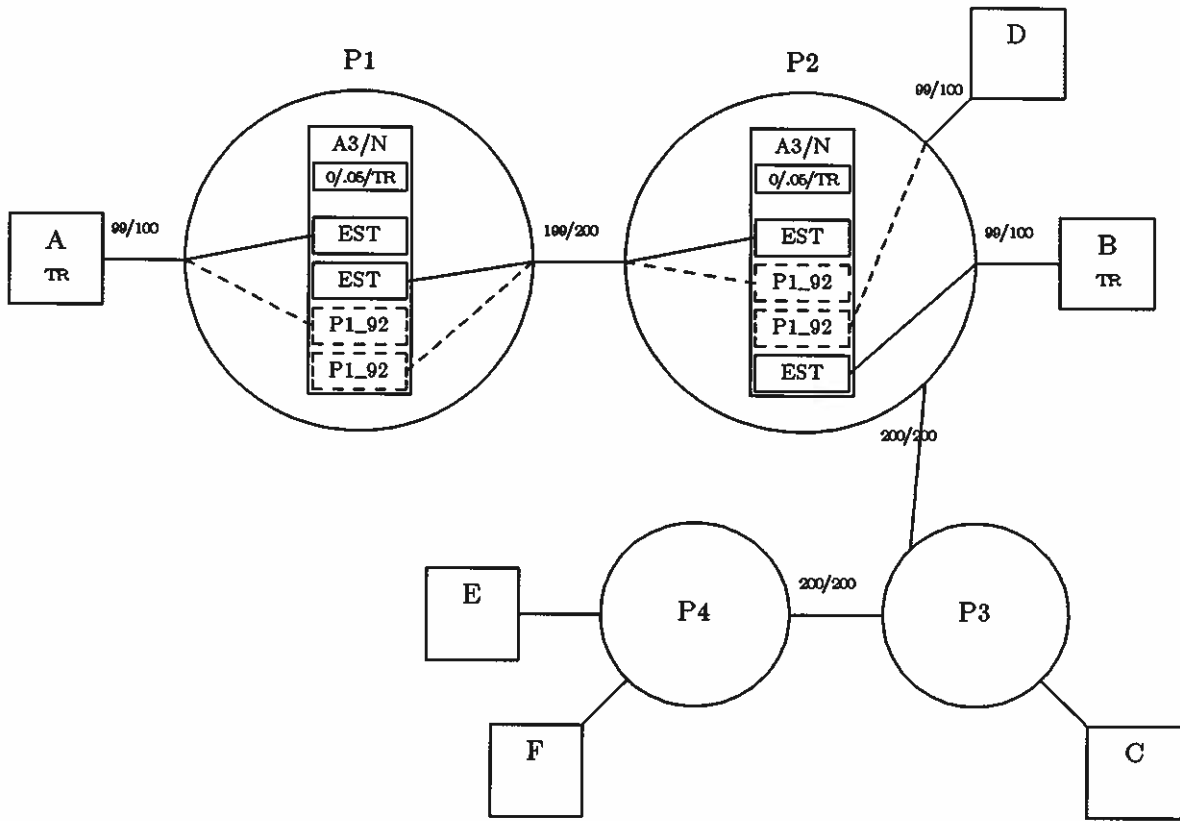 D
P1
P2
99/100
A3/N
0/.05/TR
EST
EST
P1_92
P1_92
A3/N
0/.05/TR
EST
P1_92
P1_92
EST
A
TR
99/100
199/200
99/100
B
TR
200/200
E
P4
200/200
P3
F
C